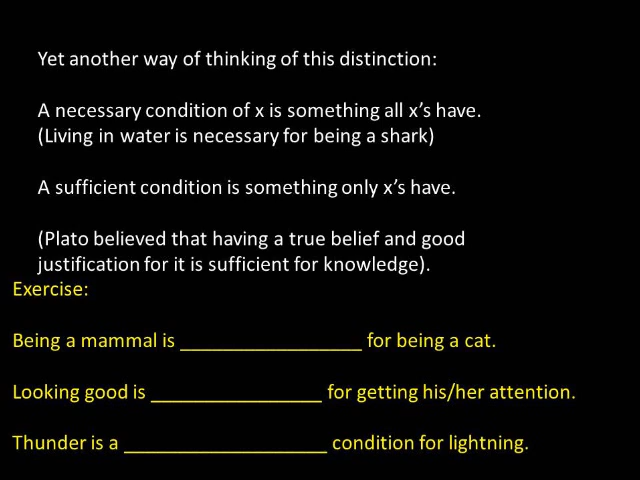 Yet another way of thinking of this distinction:
A necessary condition of x is something all x’s have.
(Living in water is necessary for being a shark)
A sufficient condition is something only x’s have.
(Plato believed that having a true belief and good
justification for it is sufficient for knowledge).
Exercise:
Being a mammal is _________________ for being a cat.
Looking good is ________________ for getting his/her attention.
Thunder is a ___________________ condition for lightning.